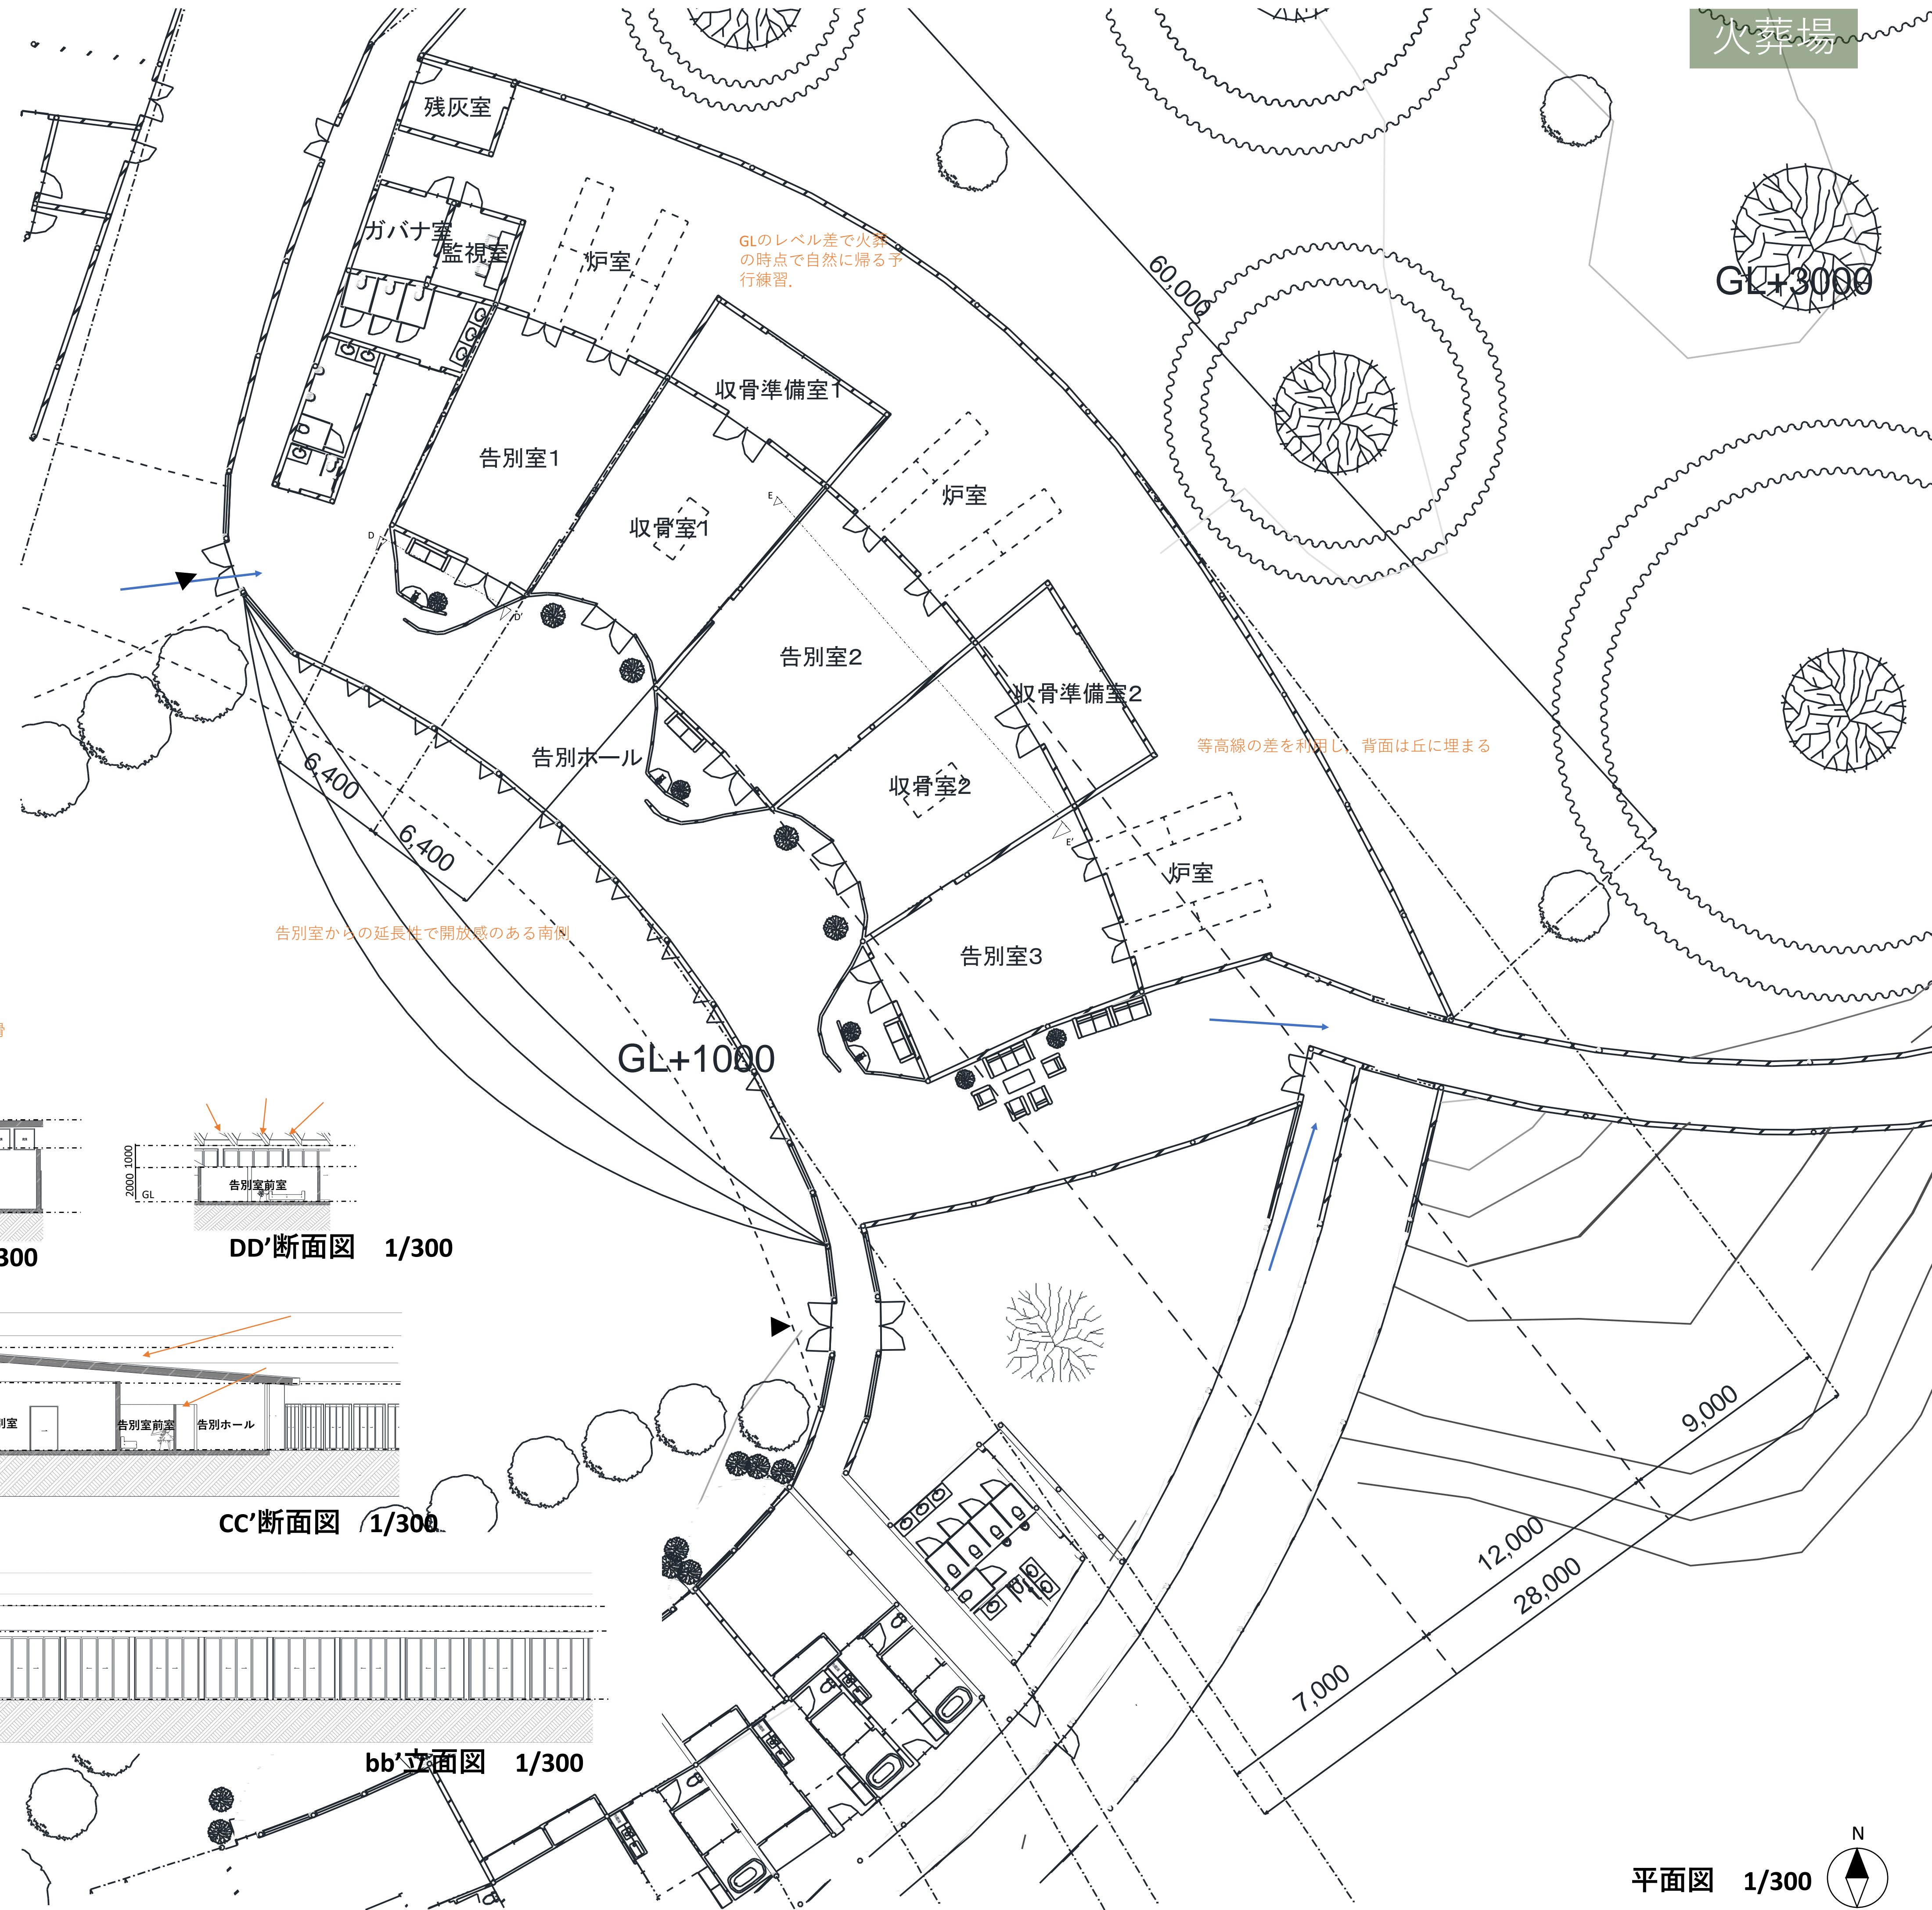 火葬場
残灰室
ガバナ室
監視室
炉室
GLのレベル差で火葬
の時点で自然に帰る予
行練習.
60,000
GL+3000
収骨準備室1
告別室1
収骨室1
炉室
E
D
D'
告別室2
収骨準備室2
等高線の差を利用し、背面は丘に埋まる
告別ホール
6,400
収骨室2
6,400
E'
炉室
告別室からの延長性で開放感のある南側
告別室3
GL+1000
1000
2000
GL
告別室前室
300
DD'断面図 1/300
別室
告別室前室
告別ホール
CC'断面図 1/300
9,000
12,000
28,000
7,000
bb'立面図 1/300
N
平面図 1/300